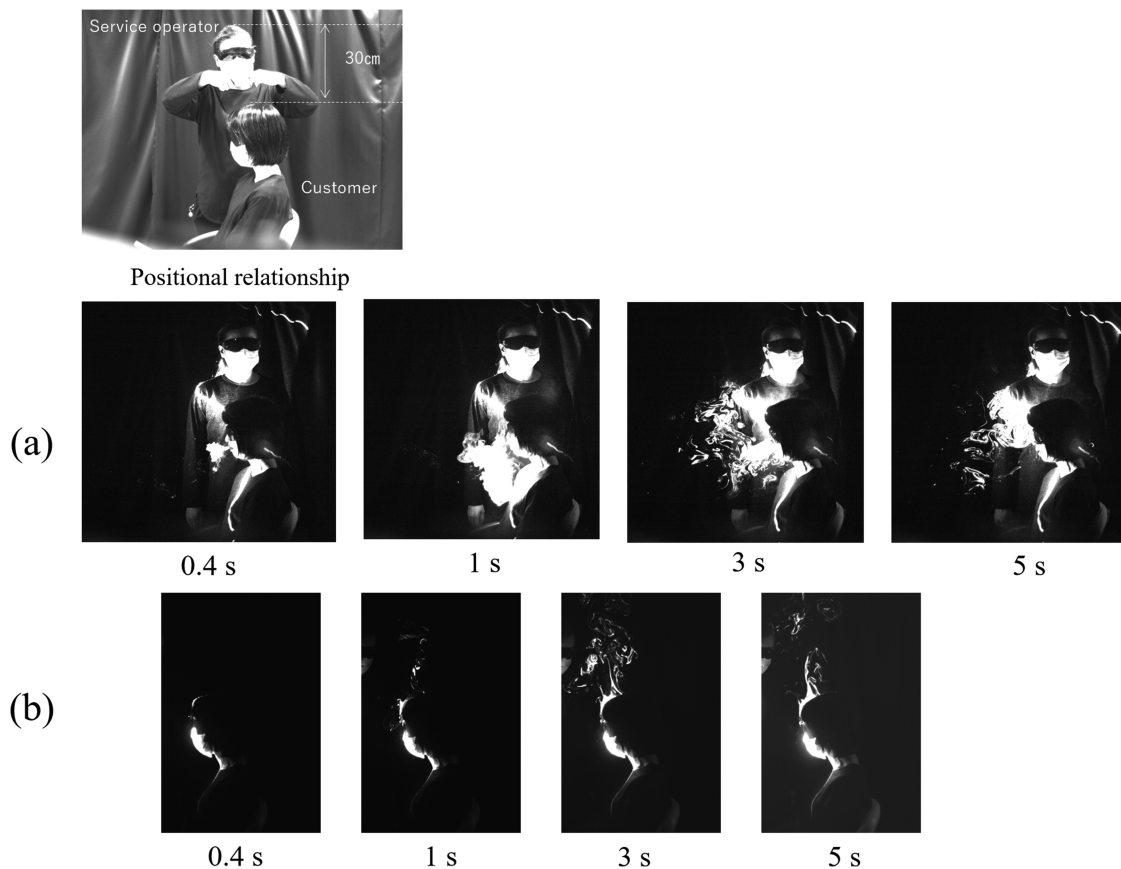 Service operator
30cm
Customer
Positional relationship
(a)
0.4 s
1 s
3 s
5 s
(b)
0.4 s
1 s
3 s
5 s